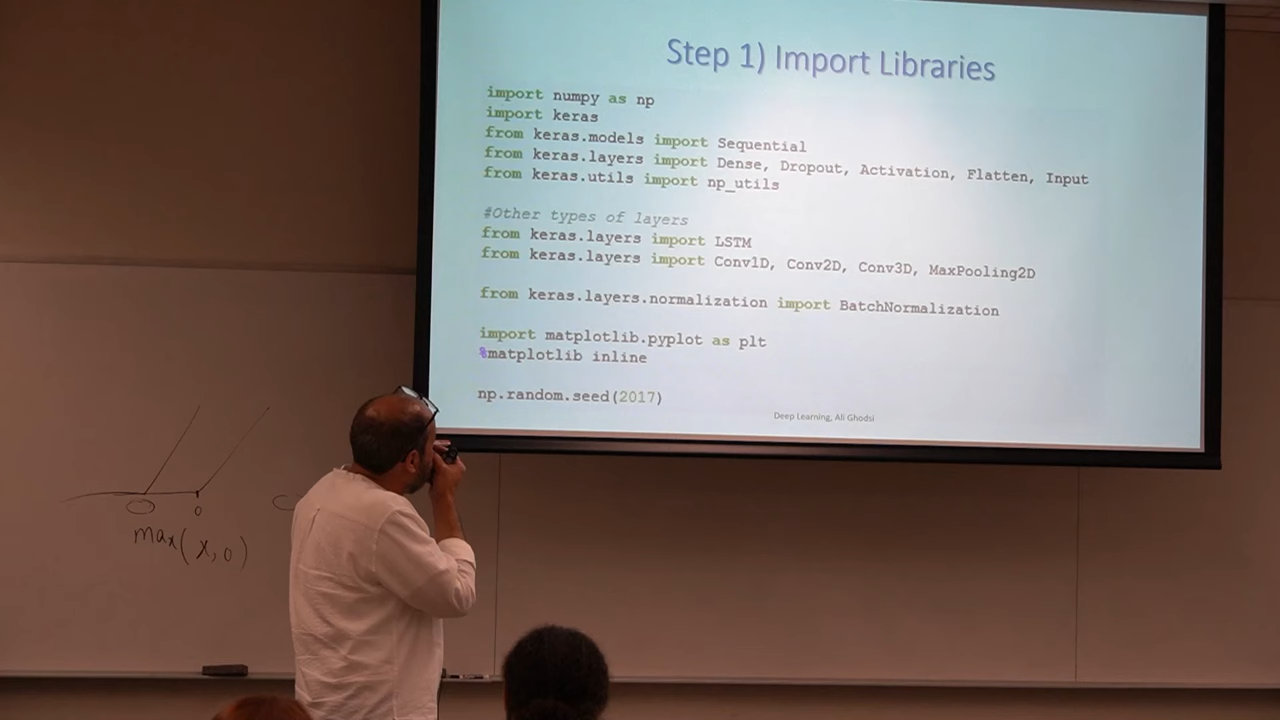 Step 1) Import Libraries
import numpy as np
import keras
from keras.models import Sequential
from keras.layers import Dense, Dropout, Activation, Flatten, Input
from keras.utils import np_utils
#Other types of layers
from keras.layers import LSTM
from keras.layers import Conv1D, Conv2D, Conv3D, MaxPooling2D
from keras.layers.normalization import BatchNormalization
import matplotlib.pyplot as plt
%matplotlib inline
np.random.seed(2017)
Deep Learning, Ali Ghodsi
0
max(x,0)